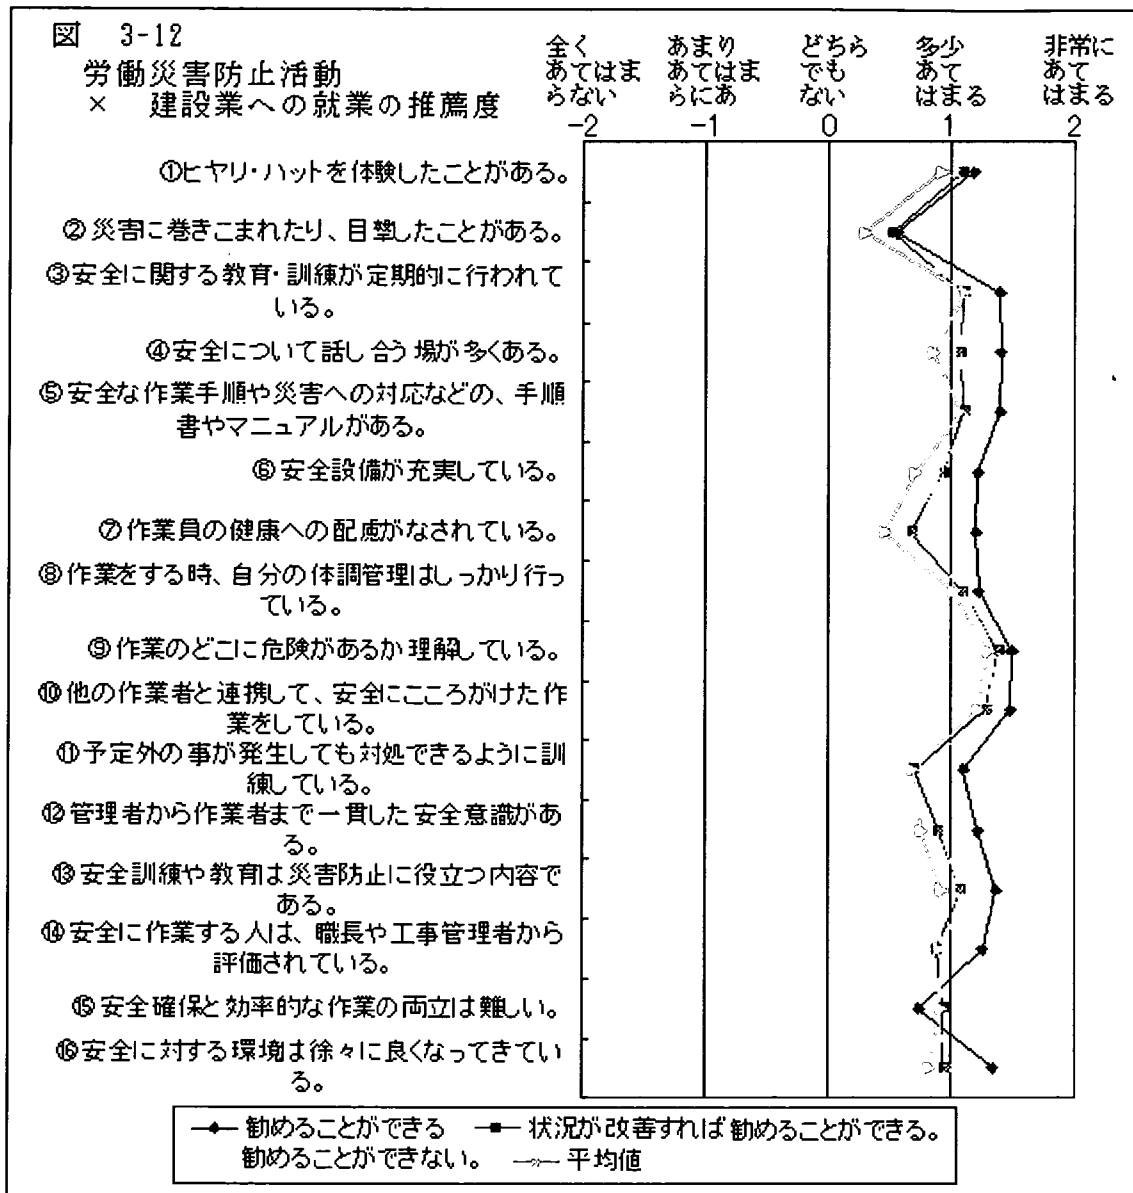 図 3-12
労働災害防止活動
× 建設業への就業の推薦度
全く
あてはま
らない
あまり
あてはま
らにあ
どちら
でも
ない
多少
あて
はまる
非常に
あて
はまる
-2 -1 0 1 2
①ヒヤリ・ハットを体験したことがある。
②災害に巻きこまれたり、目撃したことがある。
③安全に関する教育・訓練が定期的に行われて
いる。
④安全について話し合う場が多くある。
⑤安全な作業手順や災害への対応などの、手順
書やマニュアルがある。
⑥安全設備が充実している。
⑦作業員の健康への配慮がなされている。
⑧作業をする時、自分の体調管理はしっかり行っ
ている。
⑨作業のどこに危険があるか理解している。
⑩他の作業者と連携して、安全にこころがけた作
業をしている。
⑪予定外の事が発生しても対処できるように訓
練している。
⑫管理者から作業者まで一貫した安全意識があ
る。
⑬安全訓練や教育は災害防止に役立つ内容で
ある。
⑭安全に作業する人は、職長や工事管理者から
評価されている。
⑮安全確保と効率的な作業の両立は難しい。
⑯安全に対する環境は徐々に良くなってきてい
る。
勧めることができる 状況が改善すれば勧めることができる。
勧めることができない。 平均値